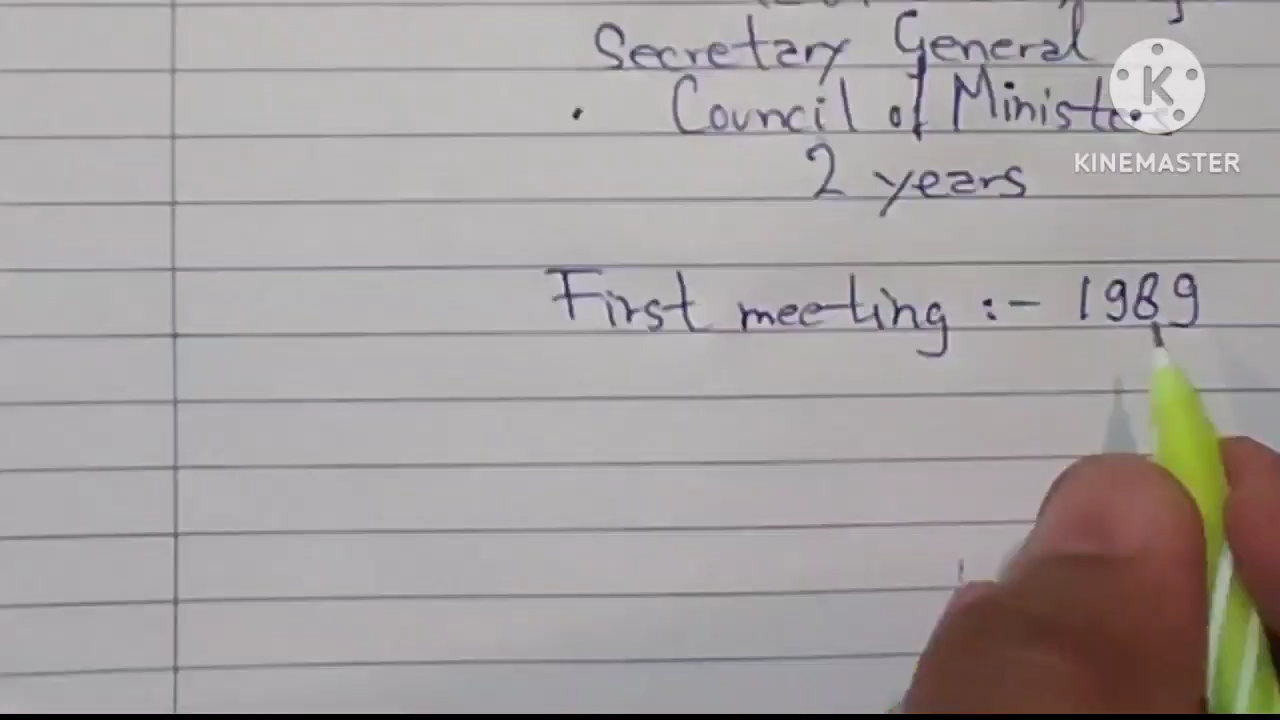 Secretary General
. Council of Ministers
2 years
First meeting :- 1989
K
KINEMASTER